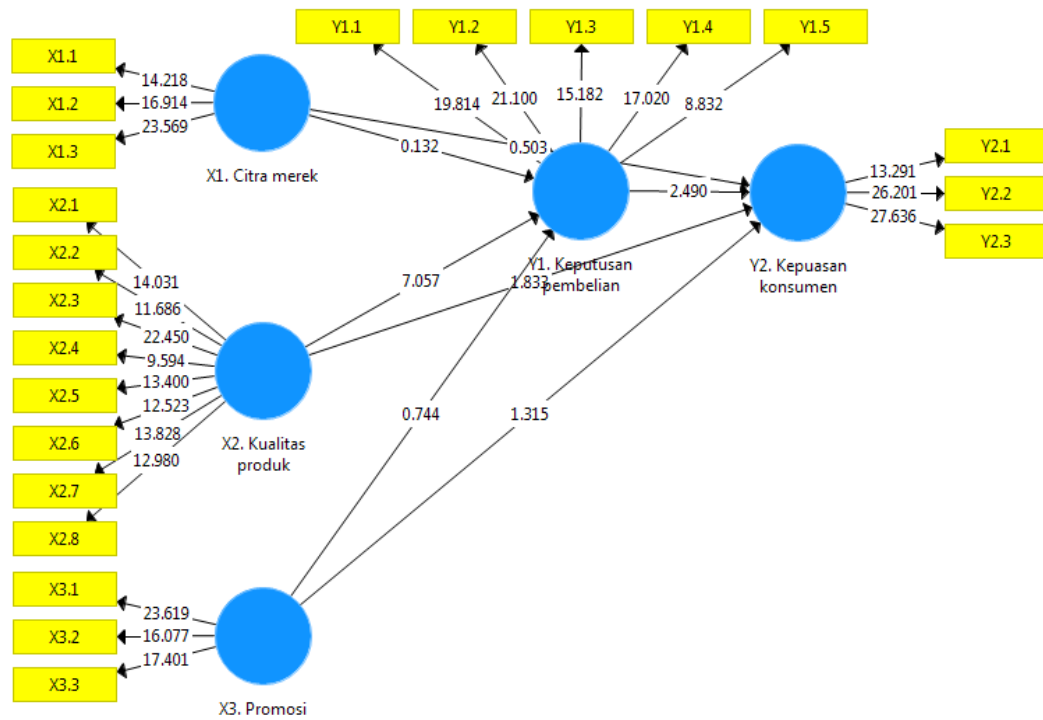 Y1.1
Y1.2
Y1.3
Y1.4
Y1.5
X1.1
X1.2
X1.3
14.218
16.914
23.569
X1. Citra merek
19.814
21.100
15.182
17.020
8.832
0.132
0.503
2.490
Y1. Keputusan
pembelian
Y2. Kepuasan
konsumen
13.291
26.201
27.636
Y2.1
Y2.2
Y2.3
X2.1
X2.2
X2.3
X2.4
X2.5
X2.6
X2.7
X2.8
14.031
11.686
22.450
9.594
13.400
12.523
13.828
12.980
7.057
1.833
X2. Kualitas
produk
0.744
1.315
X3.1
X3.2
X3.3
23.619
16.077
17.401
X3. Promosi